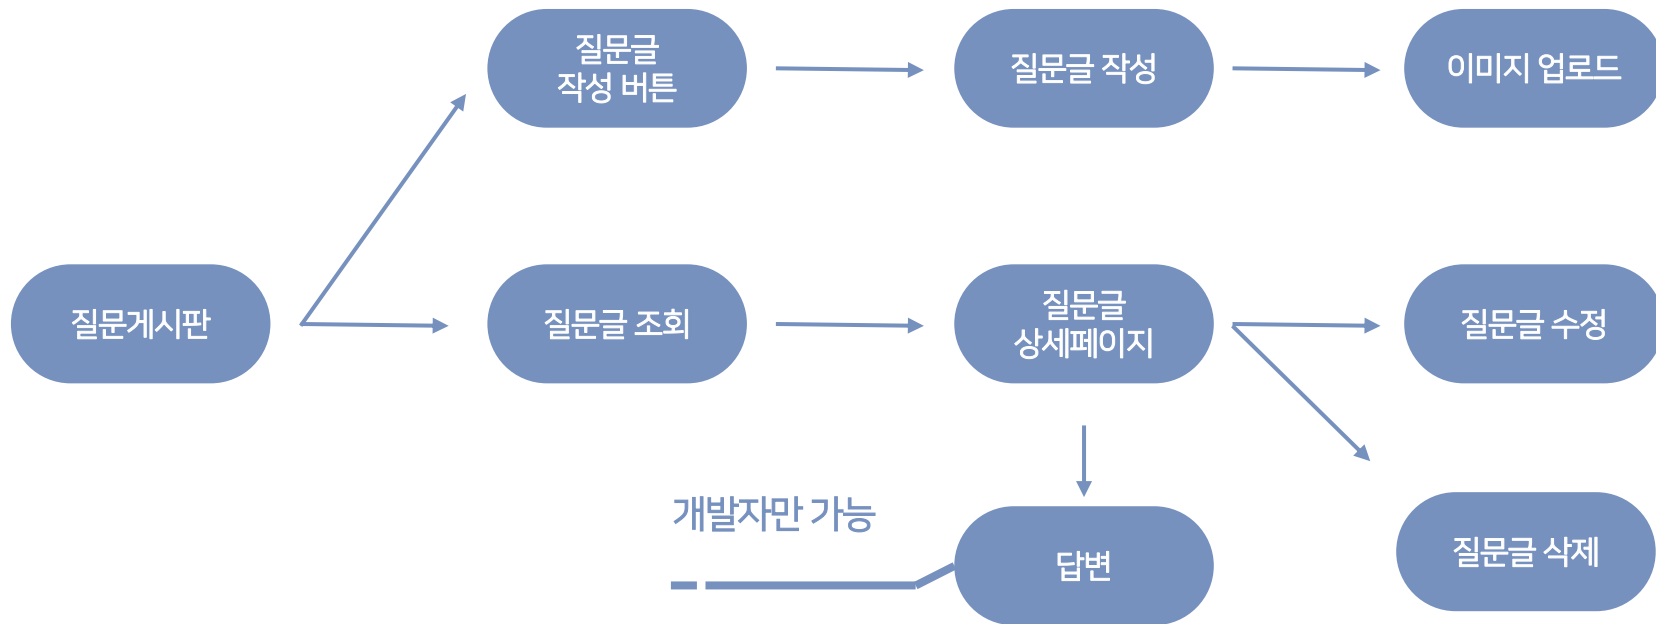 질문글
작성 버튼
질문글 작성
이미지 업로드
질문게시판
질문글 조회
질문글
상세페이지
질문글 수정
개발자만 가능
답변
질문글 삭제